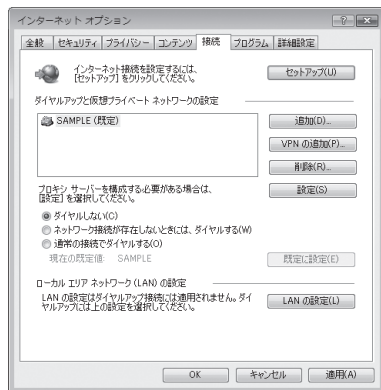 インターネット オプション
全般 セキュリティ プライバシー コンテンツ 接続 プログラム 詳細設定
インターネット接続を設定するには、
[セットアップ] をクリックしてください。
セットアップ(U)
ダイヤルアップと仮想プライベート ネットワークの設定
SAMPLE (既定)
追加(D)...
VPN の追加(P)...
削除(R)...
設定(S)
プロキシ サーバーを構成する必要がある場合は、
[設定] を選択してください。
ダイヤルしない(C)
ネットワーク接続が存在しないときには、ダイヤルする(W)
通常の接続でダイヤルする(O)
現在の既定値: SAMPLE
既定に設定(E)
ローカル エリア ネットワーク (LAN) の設定
LAN の設定はダイヤルアップ接続には適用されません。ダイ
ヤルアップには上の設定を選択してください。
LAN の設定(L)
OK キャンセル 適用(A)